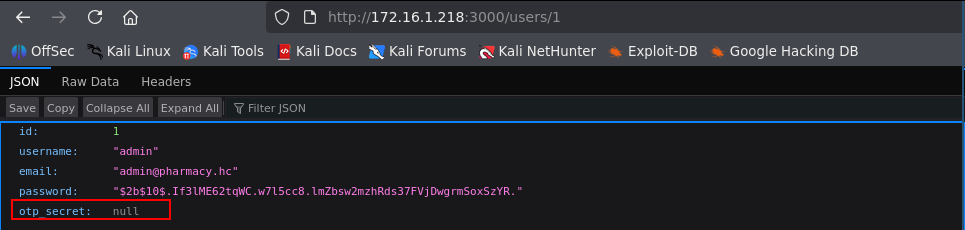 http://172.16.1.218:3000/users/1
OffSec Kali Linux Kali Tools Kali Docs Kali Forums Kali NetHunter Exploit-DB Google Hacking DB
JSON Raw Data Headers
Save Copy Collapse All Expand All Filter JSON
id: 1
username: "admin"
email: "admin@pharmacy.hc"
password: "$2b$10$.If3lME62tqWC.w7l5cc8.lmZbsw2mzhRds37FVjDwgrmSoxSzYR."
otp_secret: null